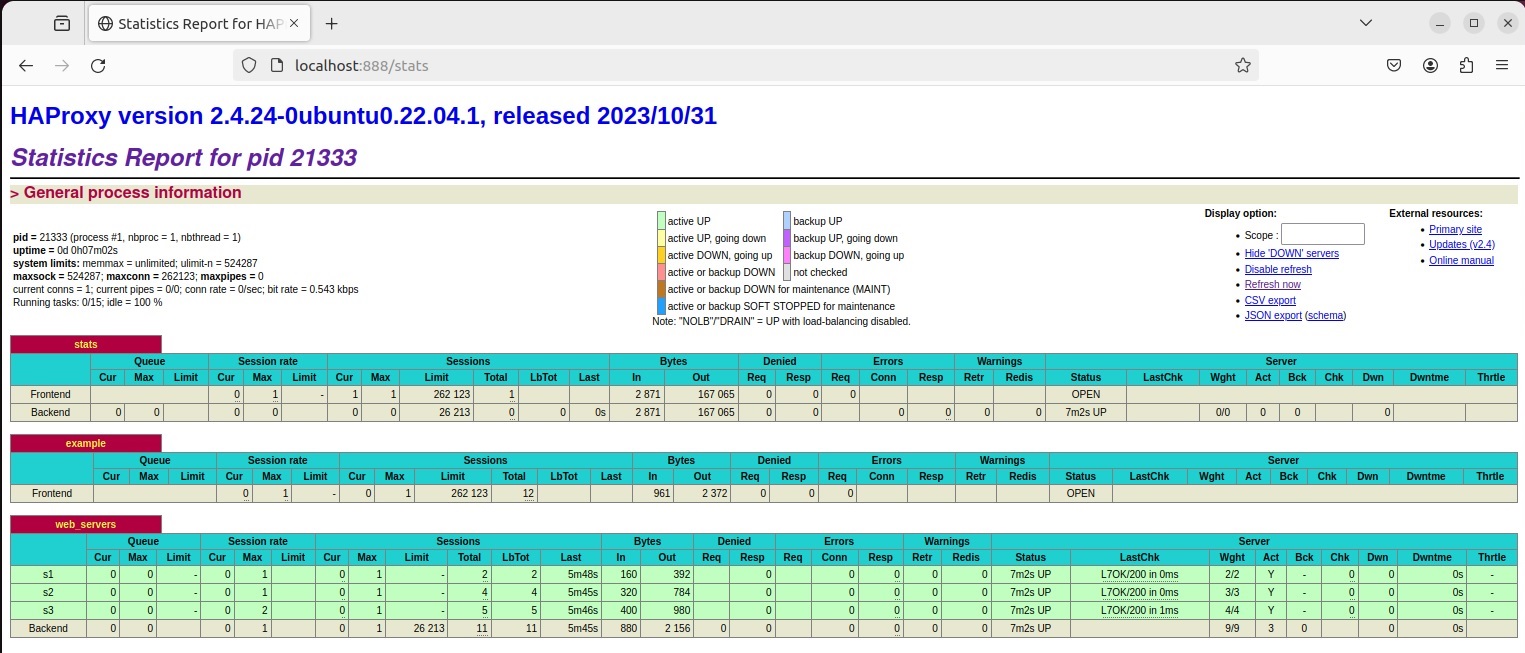 Statistics Report for HAP
localhost:888/stats
HAProxy version 2.4.24-0ubuntu0.22.04.1, released 2023/10/31
Statistics Report for pid 21333
> General process information
pid = 21333 (process #1, nbproc = 1, nbthread = 1)
uptime = 0d 0h07m02s
system limits: memmax = unlimited; ulimit-n = 524287
maxsock = 524287; maxconn = 262123; maxpipes = 0
current conns = 1; current pipes = 0/0; conn rate = 0/sec; bit rate = 0.543 kbps
Running tasks: 0/15; idle = 100 %
active UP backup UP
active UP, going down backup UP, going down
active DOWN, going up backup DOWN, going up
active or backup DOWN not checked
active or backup DOWN for maintenance (MAINT)
active or backup SOFT STOPPED for maintenance
Note: "NOLB"/"DRAIN" = UP with load-balancing disabled.
Display option:
• Scope :
• Hide 'DOWN' servers
• Disable refresh
• Refresh now
• CSV export
• JSON export (schema)
External resources:
• Primary site
• Updates (v2.4)
• Online manual
stats
Queue Session rate Sessions Bytes Denied Errors Warnings Server
Cur Max Limit Cur Max Limit Cur Max Limit Total LbTot Last In Out Req Resp Req Conn Resp Retr Redis Status LastChk Wght Act Bck Chk Dwn Dwntme Thrtle
Frontend 0 1 - 1 1 262 123 1 2 871 167 065 0 0 0 OPEN
Backend 0 0 0 0 0 0 26 213 0 0 0s 2 871 167 065 0 0 0 0 0 0 7m2s UP 0/0 0 0 0
example
Queue Session rate Sessions Bytes Denied Errors Warnings Server
Cur Max Limit Cur Max Limit Cur Max Limit Total LbTot Last In Out Req Resp Req Conn Resp Retr Redis Status LastChk Wght Act Bck Chk Dwn Dwntme Thrtle
Frontend 0 1 - 0 1 262 123 12 961 2 372 0 0 0 OPEN
web_servers
Queue Session rate Sessions Bytes Denied Errors Warnings Server
Cur Max Limit Cur Max Limit Cur Max Limit Total LbTot Last In Out Req Resp Req Conn Resp Retr Redis Status LastChk Wght Act Bck Chk Dwn Dwntme Thrtle
s1 0 0 - 0 1 0 1 - 2 2 5m48s 160 392 0 0 0 0 0 7m2s UP L7OK/200 in 0ms 2/2 Y - 0 0 0s -
s2 0 0 - 0 1 0 1 - 4 4 5m45s 320 784 0 0 0 0 0 7m2s UP L7OK/200 in 0ms 3/3 Y - 0 0 0s -
s3 0 0 - 0 2 0 1 - 5 5 5m46s 400 980 0 0 0 0 0 7m2s UP L7OK/200 in 1ms 4/4 Y - 0 0 0s -
Backend 0 0 0 1 0 1 26 213 11 11 5m45s 880 2 156 0 0 0 0 0 0 7m2s UP 9/9 3 0 0 0s